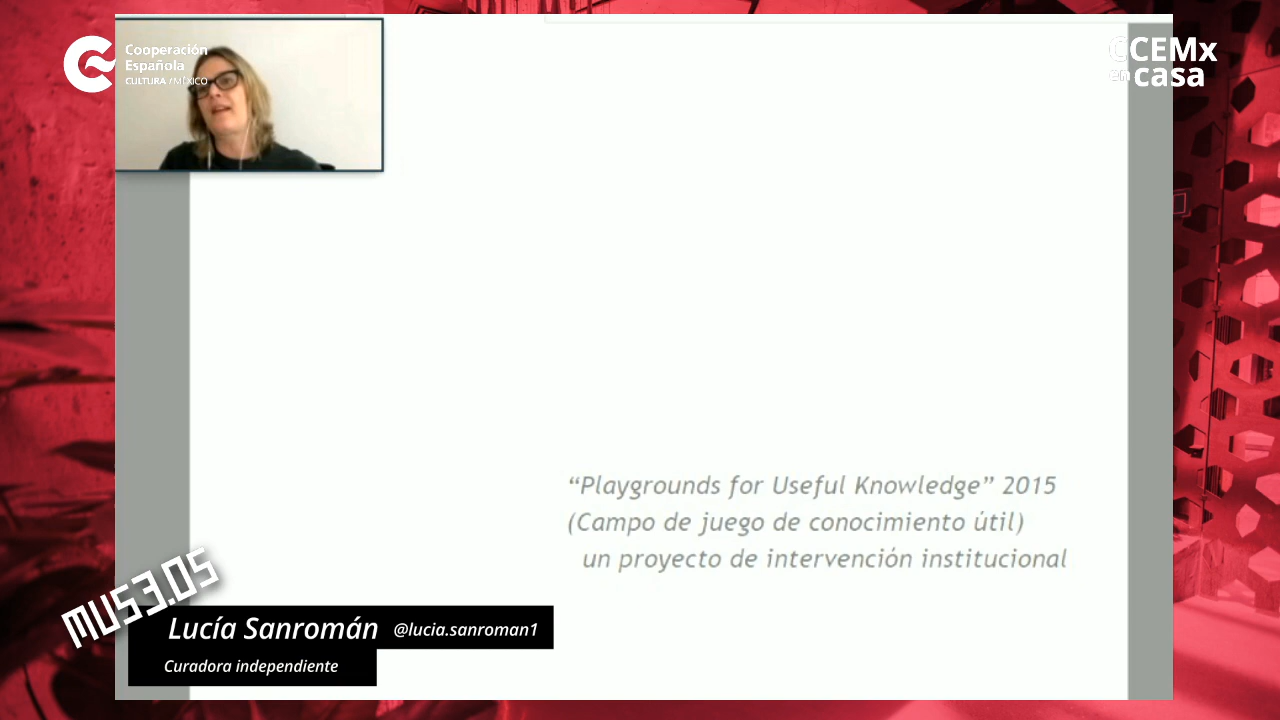 Cooperación
Española
CULTURA / MÉXICO
CCEMx
en casa
“Playgrounds for Useful Knowledge” 2015
(Campo de juego de conocimiento útil)
un proyecto de intervención institucional
MUS3.OS
Lucía Sanromán @lucia.sanroman1
Curadora independiente